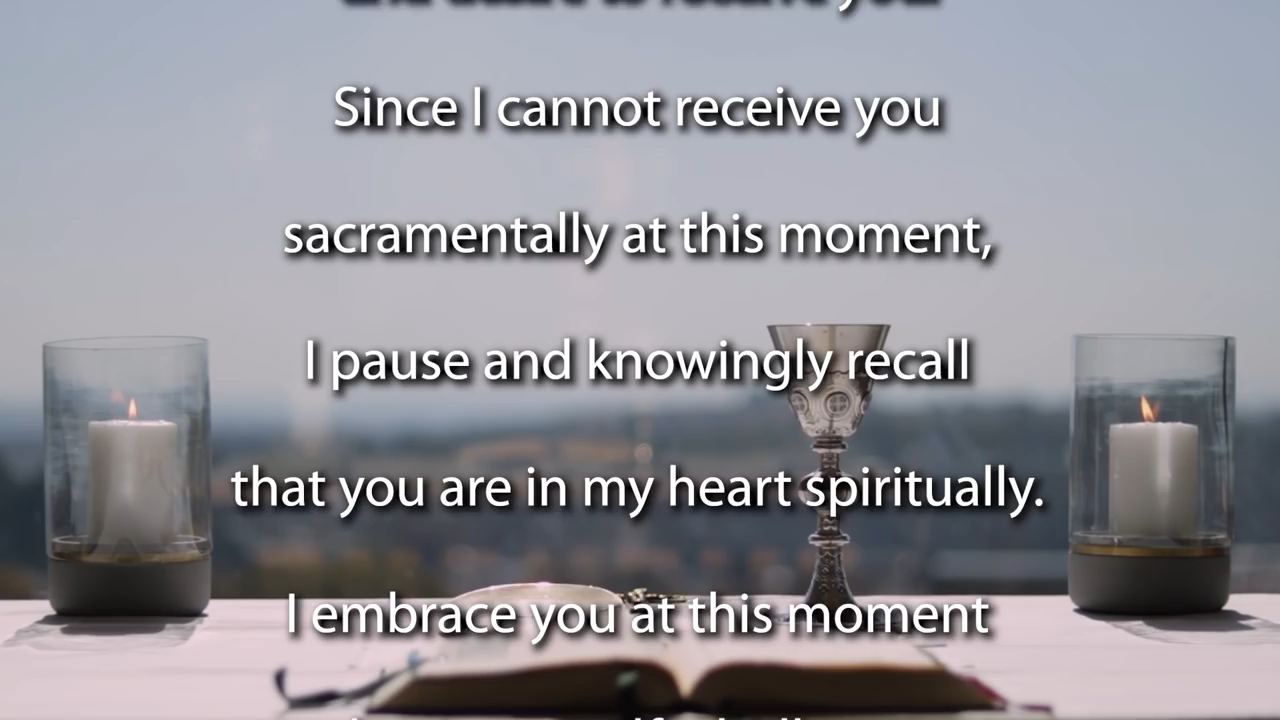 Since I cannot receive you
sacramentally at this moment,
I pause and knowingly recall
that you are in my heart spiritually.
I embrace you at this moment